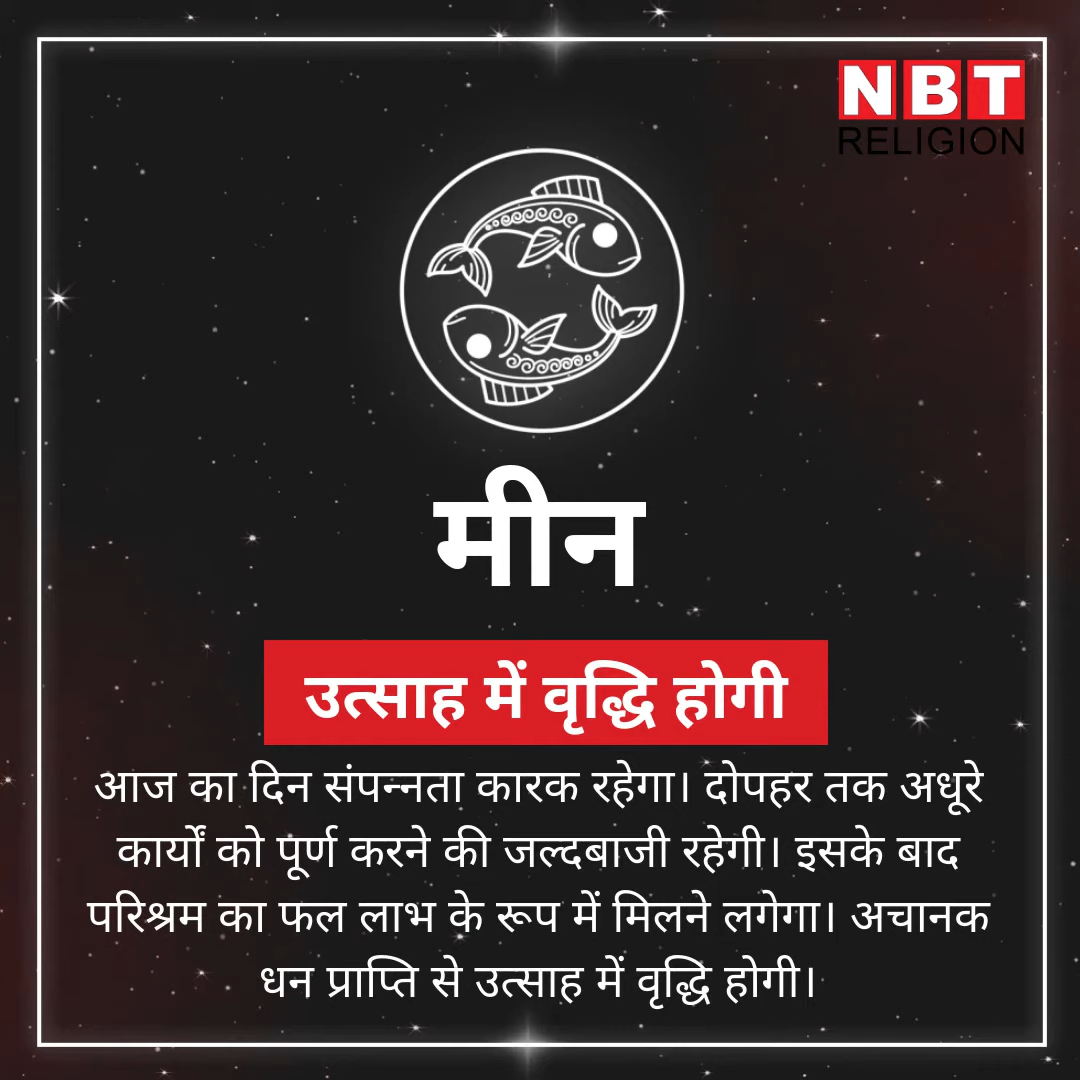 NBT
RELIGION
मीन
उत्साह में वृद्धि होगी
आज का दिन संपन्नता कारक रहेगा। दोपहर तक अधूरे
कार्यों को पूर्ण करने की जल्दबाजी रहेगी। इसके बाद
परिश्रम का फल लाभ के रूप में मिलने लगेगा। अचानक
धन प्राप्ति से उत्साह में वृद्धि होगी।